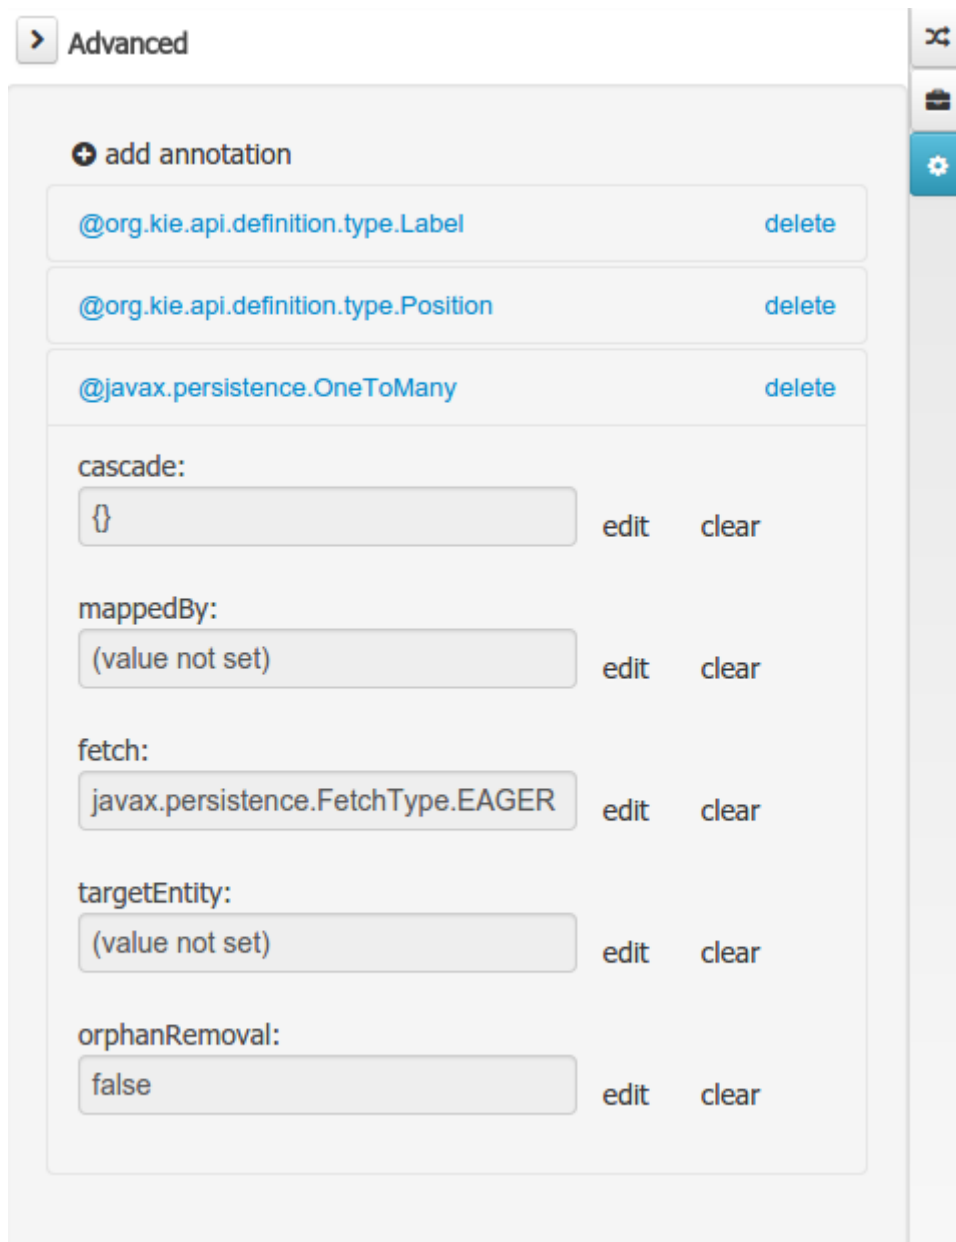 Advanced
add annotation
@org.kie.api.definition.type.Label delete
@org.kie.api.definition.type.Position delete
@javax.persistence.OneToMany delete
cascade:
{} edit clear
mappedBy:
(value not set) edit clear
fetch:
javax.persistence.FetchType.EAGER edit clear
targetEntity:
(value not set) edit clear
orphanRemoval:
false edit clear